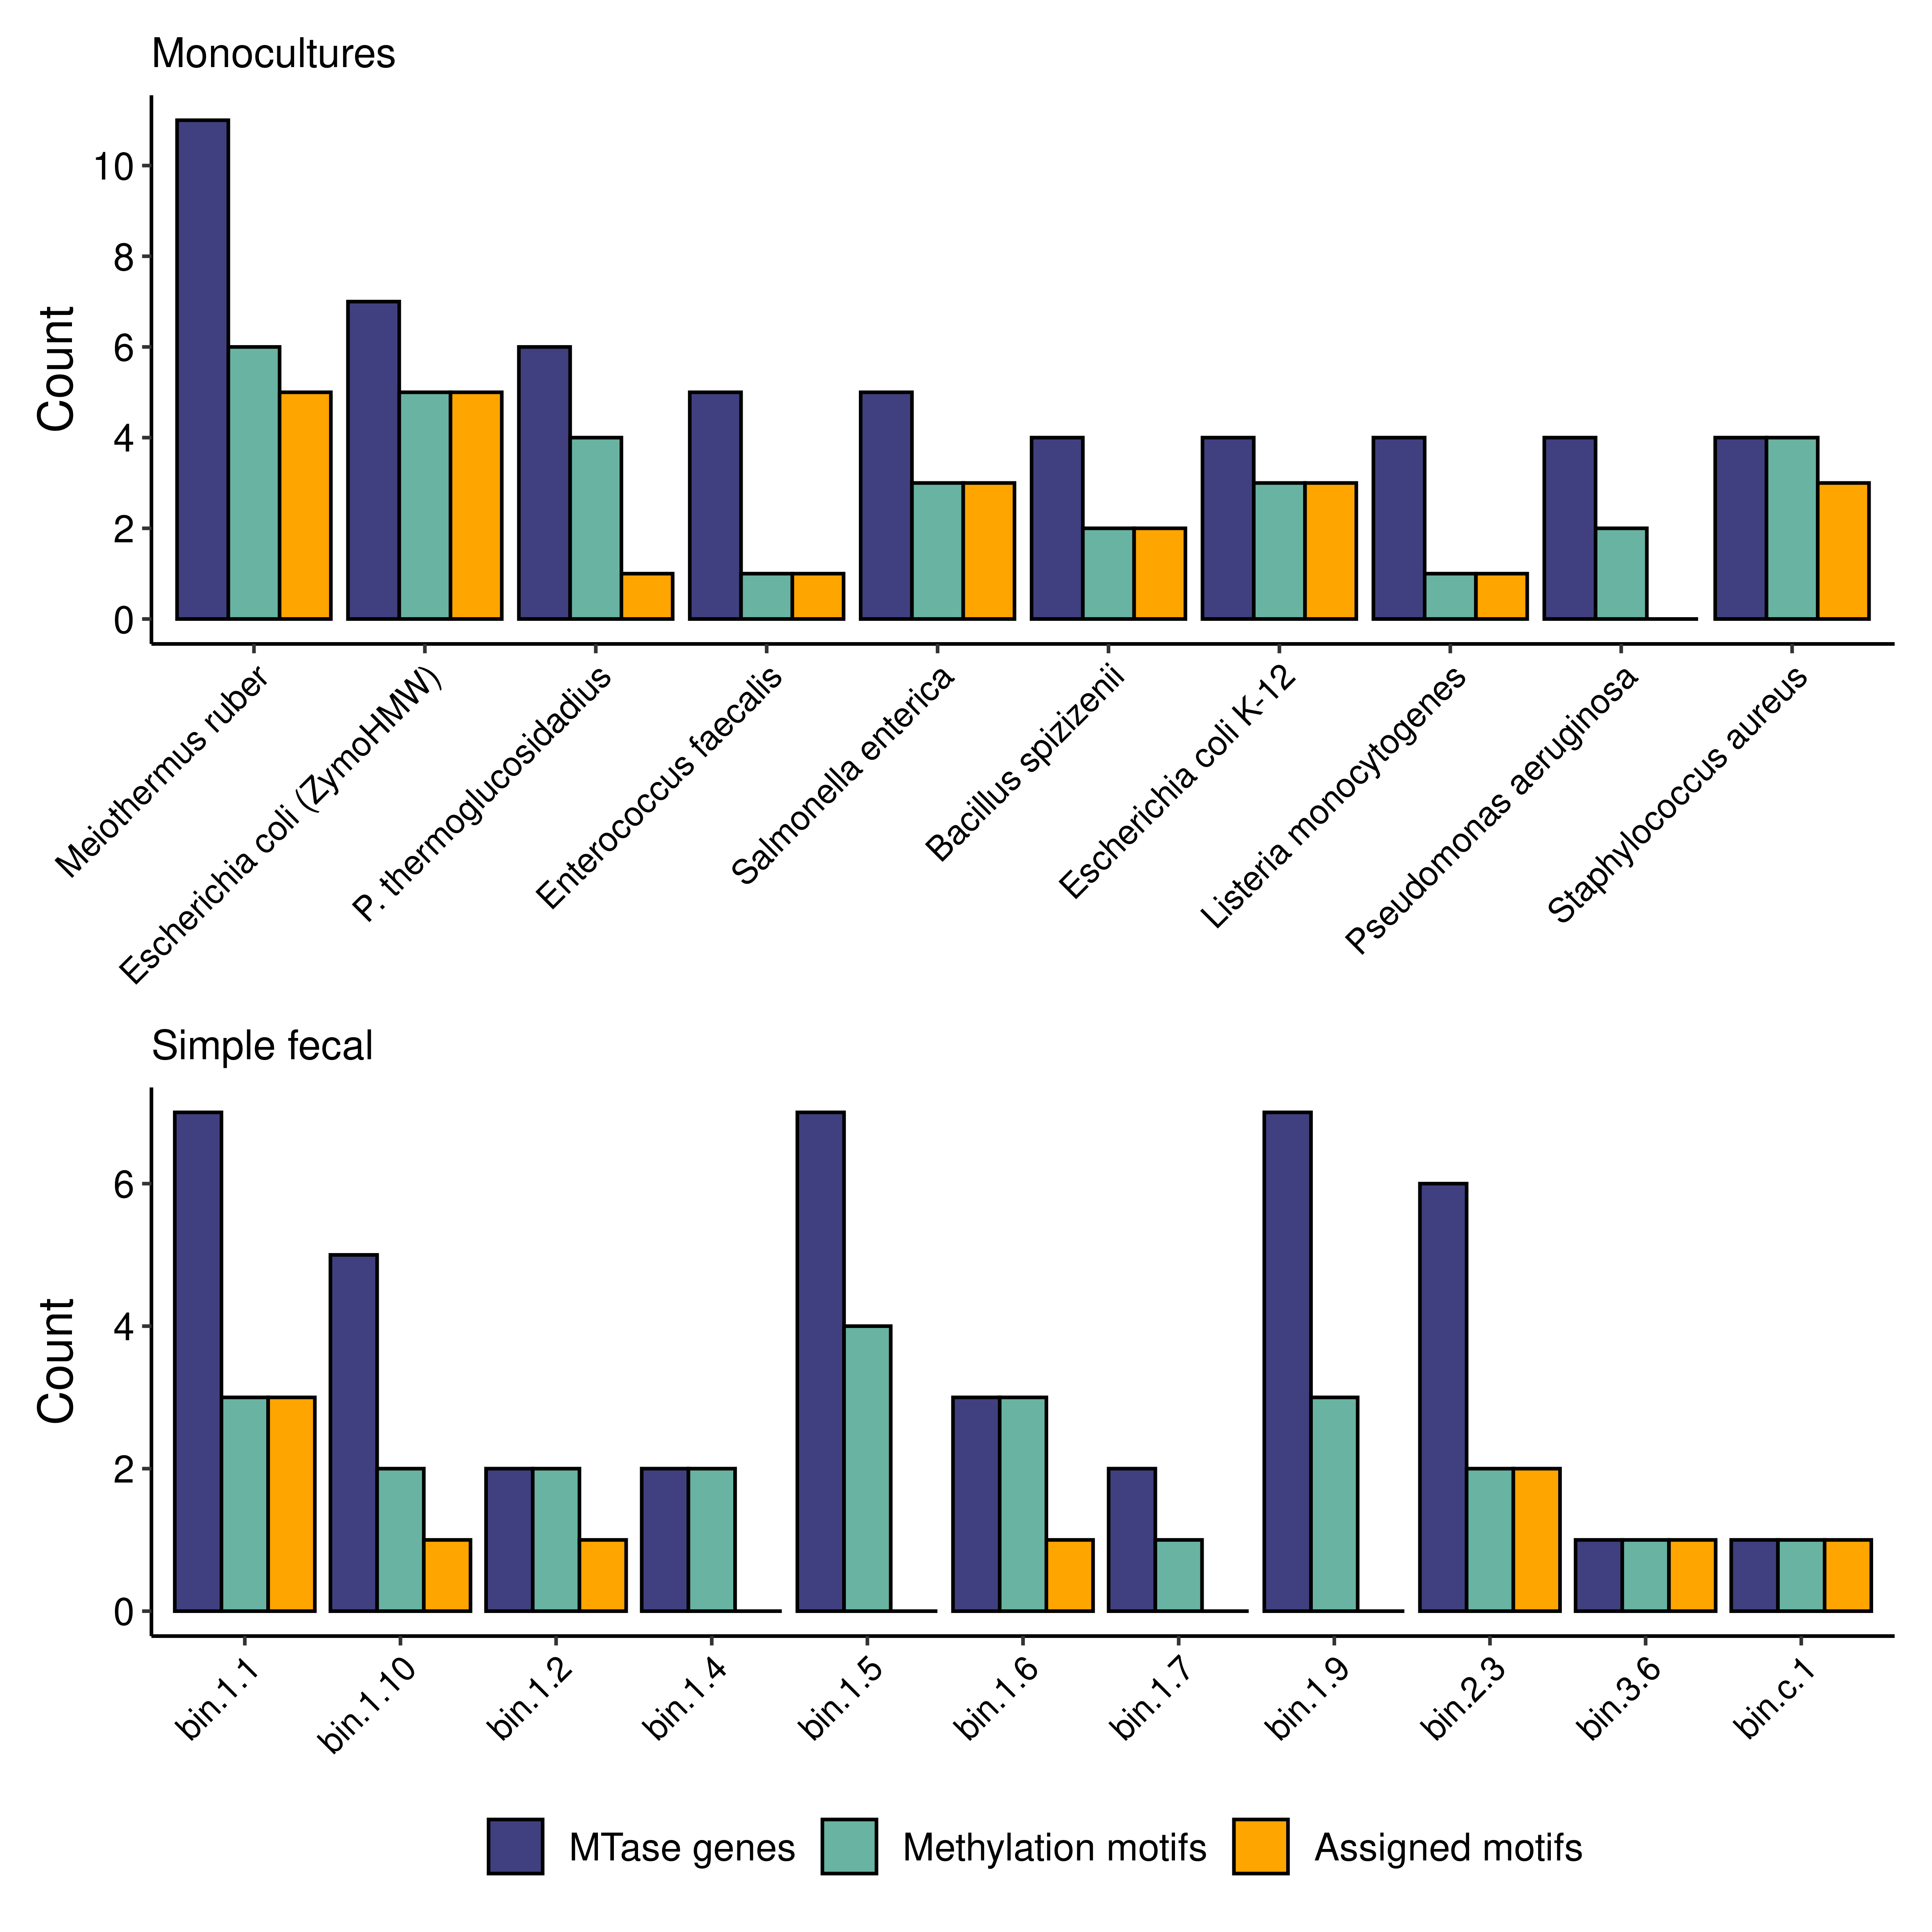 Monocultures
Count
10
8
6
4
2
0
Meiothermus ruber
Escherichia coli (ZymoHMW)
P. thermoglucosidadius
Enterococcus faecalis
Salmonella enterica
Bacillus spizizenii
Escherichia coli K-12
Listeria monocytogenes
Pseudomonas aeruginosa
Staphylococcus aureus
Simple fecal
Count
6
4
2
0
bin.1.1
bin.1.10
bin.1.2
bin.1.4
bin.1.5
bin.1.6
bin.1.7
bin.1.9
bin.2.3
bin.3.6
bin.c.1
MTase genes
Methylation motifs
Assigned motifs